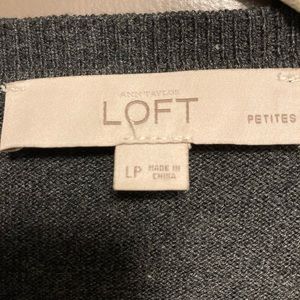 ANN TAYLOR
LOFT
PETITES
LP
MADE IN
CHINA